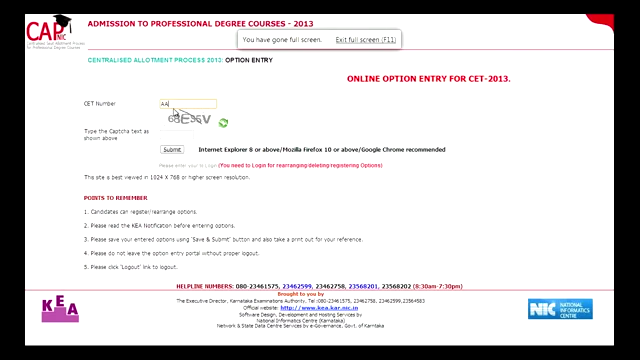 ADMISSION TO PROFESSIONAL DEGREE COURSES - 2013
CAP NIC
You have gone full screen. Exit full screen (F11)
CENTRALISED ALLOTMENT PROCESS 2013: OPTION ENTRY
ONLINE OPTION ENTRY FOR CET-2013.
CET Number AA
Type the Captcha text as shown above
Submit Internet Explorer 8 or above/Mozilla Firefox 10 or above/Google Chrome recommended
Please enter your (You need to Login for rearranging deleting registering Options)
This site is best viewed in 1024 X 768 or higher screen resolution.
POINTS TO REMEMBER
1. Candidates can register/rearrange options.
2. Please read the KEA Notification before entering options.
3. Please save your entered options using "Save & Submit" button and also take a print out for your reference.
4. Please do not leave the option entry portal without proper logout.
5. Please click "Logout" link to logout.
HELPLINE NUMBERS: 080-23461575, 23462599, 23462758, 23568201, 23568202 (8:30am-7:30pm)
Brought to you by
The Executive Director, Karnataka Examinations Authority, Tel:080-23461575, 23462758, 23462599,23564583
Official website: http://www.kea.kar.nic.in
Software Design, Development and Hosting Services by
National Informatics Centre (Karnataka)
Network & State Data Centre Services by e-Governance, Govt. of Karnataka
KEA
NIC NATIONAL INFORMATICS CENTRE